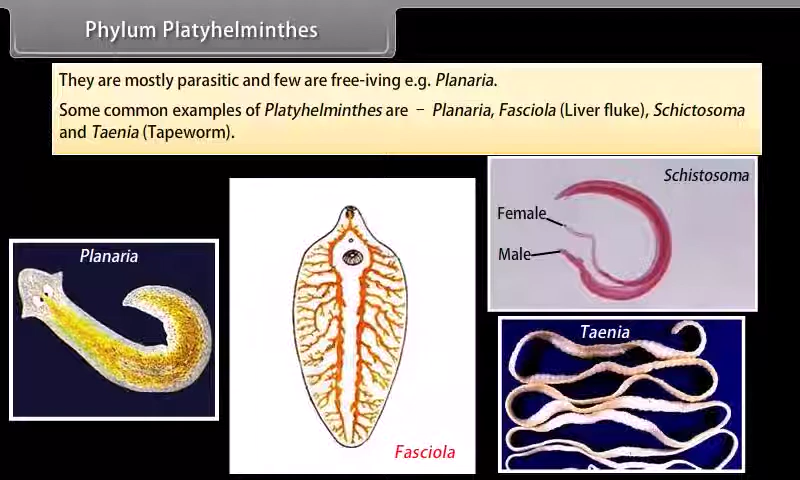 Phylum Platyhelminthes
They are mostly parasitic and few are free-iving e.g. Planaria.
Some common examples of Platyhelminthes are – Planaria, Fasciola (Liver fluke), Schictosoma
and Taenia (Tapeworm).
Schistosoma
Female
Male
Planaria
Taenia
Fasciola